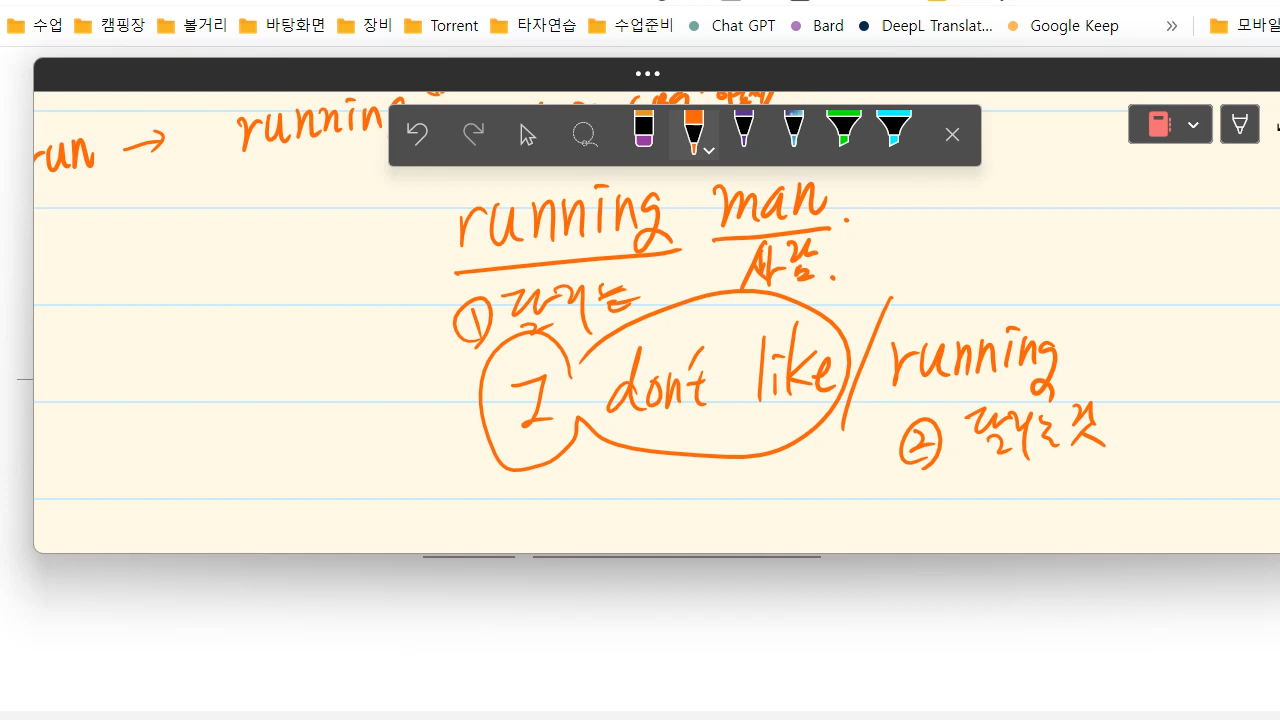 수업 캠핑장 볼거리 바탕화면 장비 Torrent 타자연습 수업준비 Chat GPT Bard DeepL Translat... Google Keep » 모바일
run → running
running man.
① 달리는 사람.
I don't like / running
② 달리는 것